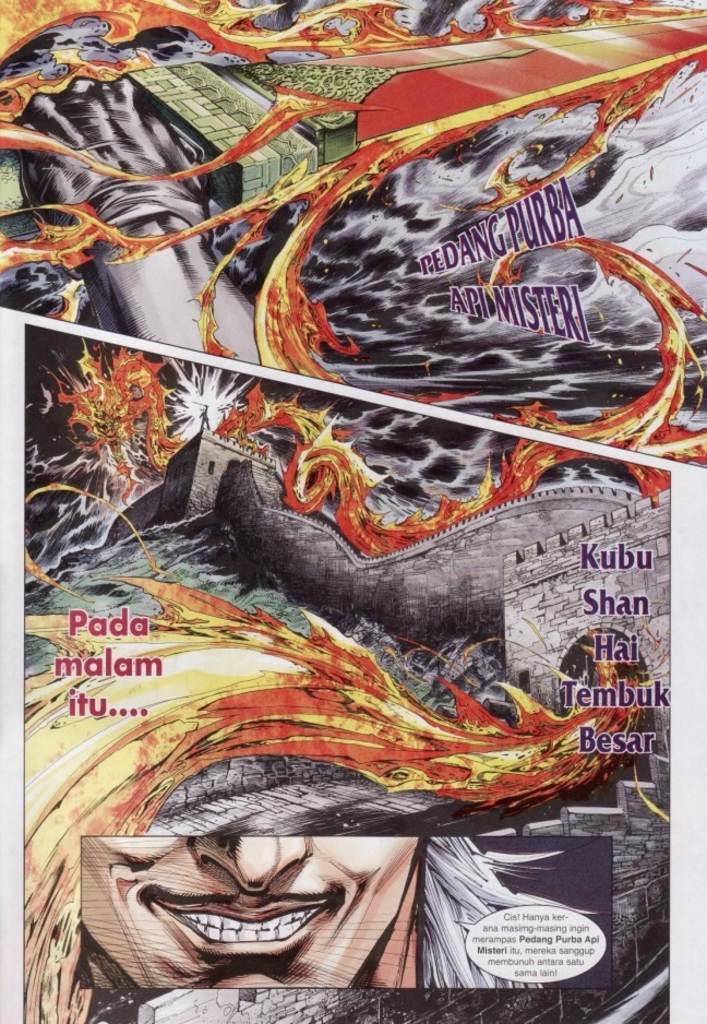 PEDANG PURBA
API MISTERI
Pada
malam
itu....
Kubu
Shan
Hai
Tembuk
Besar
Cis! Hanya ker-
ana masimg-masing ingin
merampas Pedang Purba Api
Misteri itu, mereka sanggup
membunuh antara satu
sama lain!